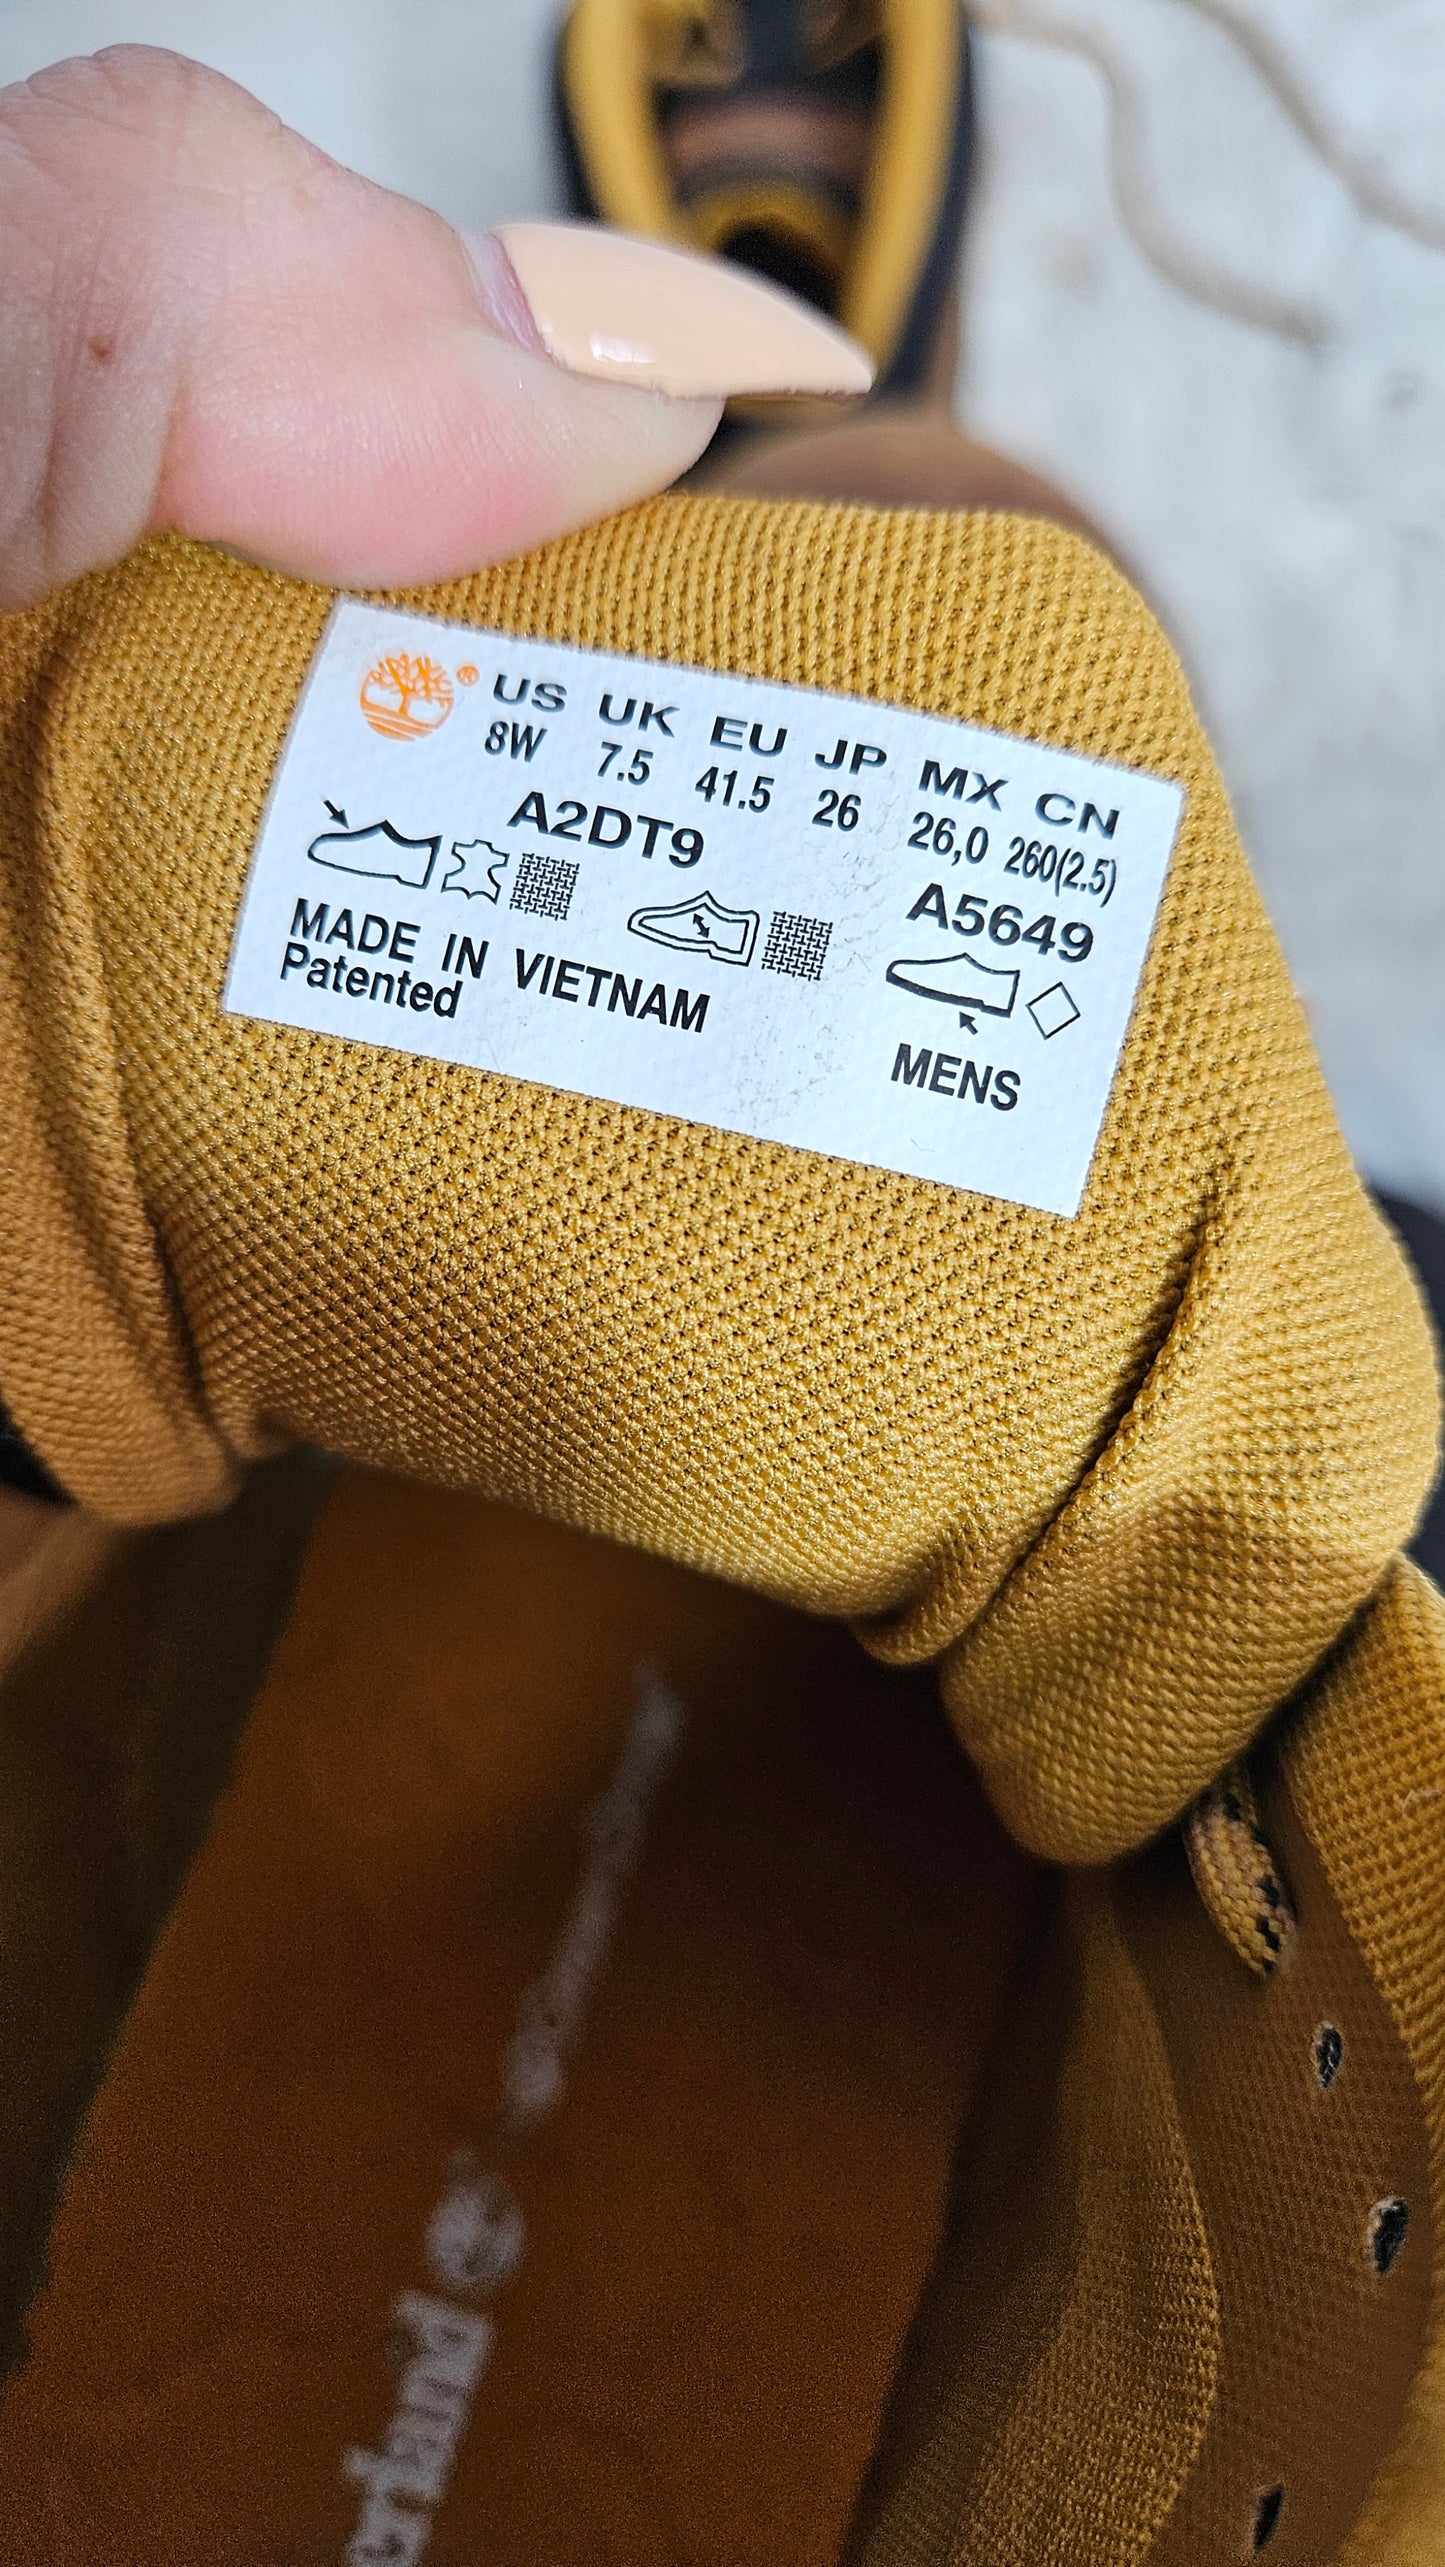 ®
US UK EU JP MX CN
8W 7.5 41.5 26 26,0 260(2.5)
A2DT9 A5649
MADE IN VIETNAM
Patented
MENS